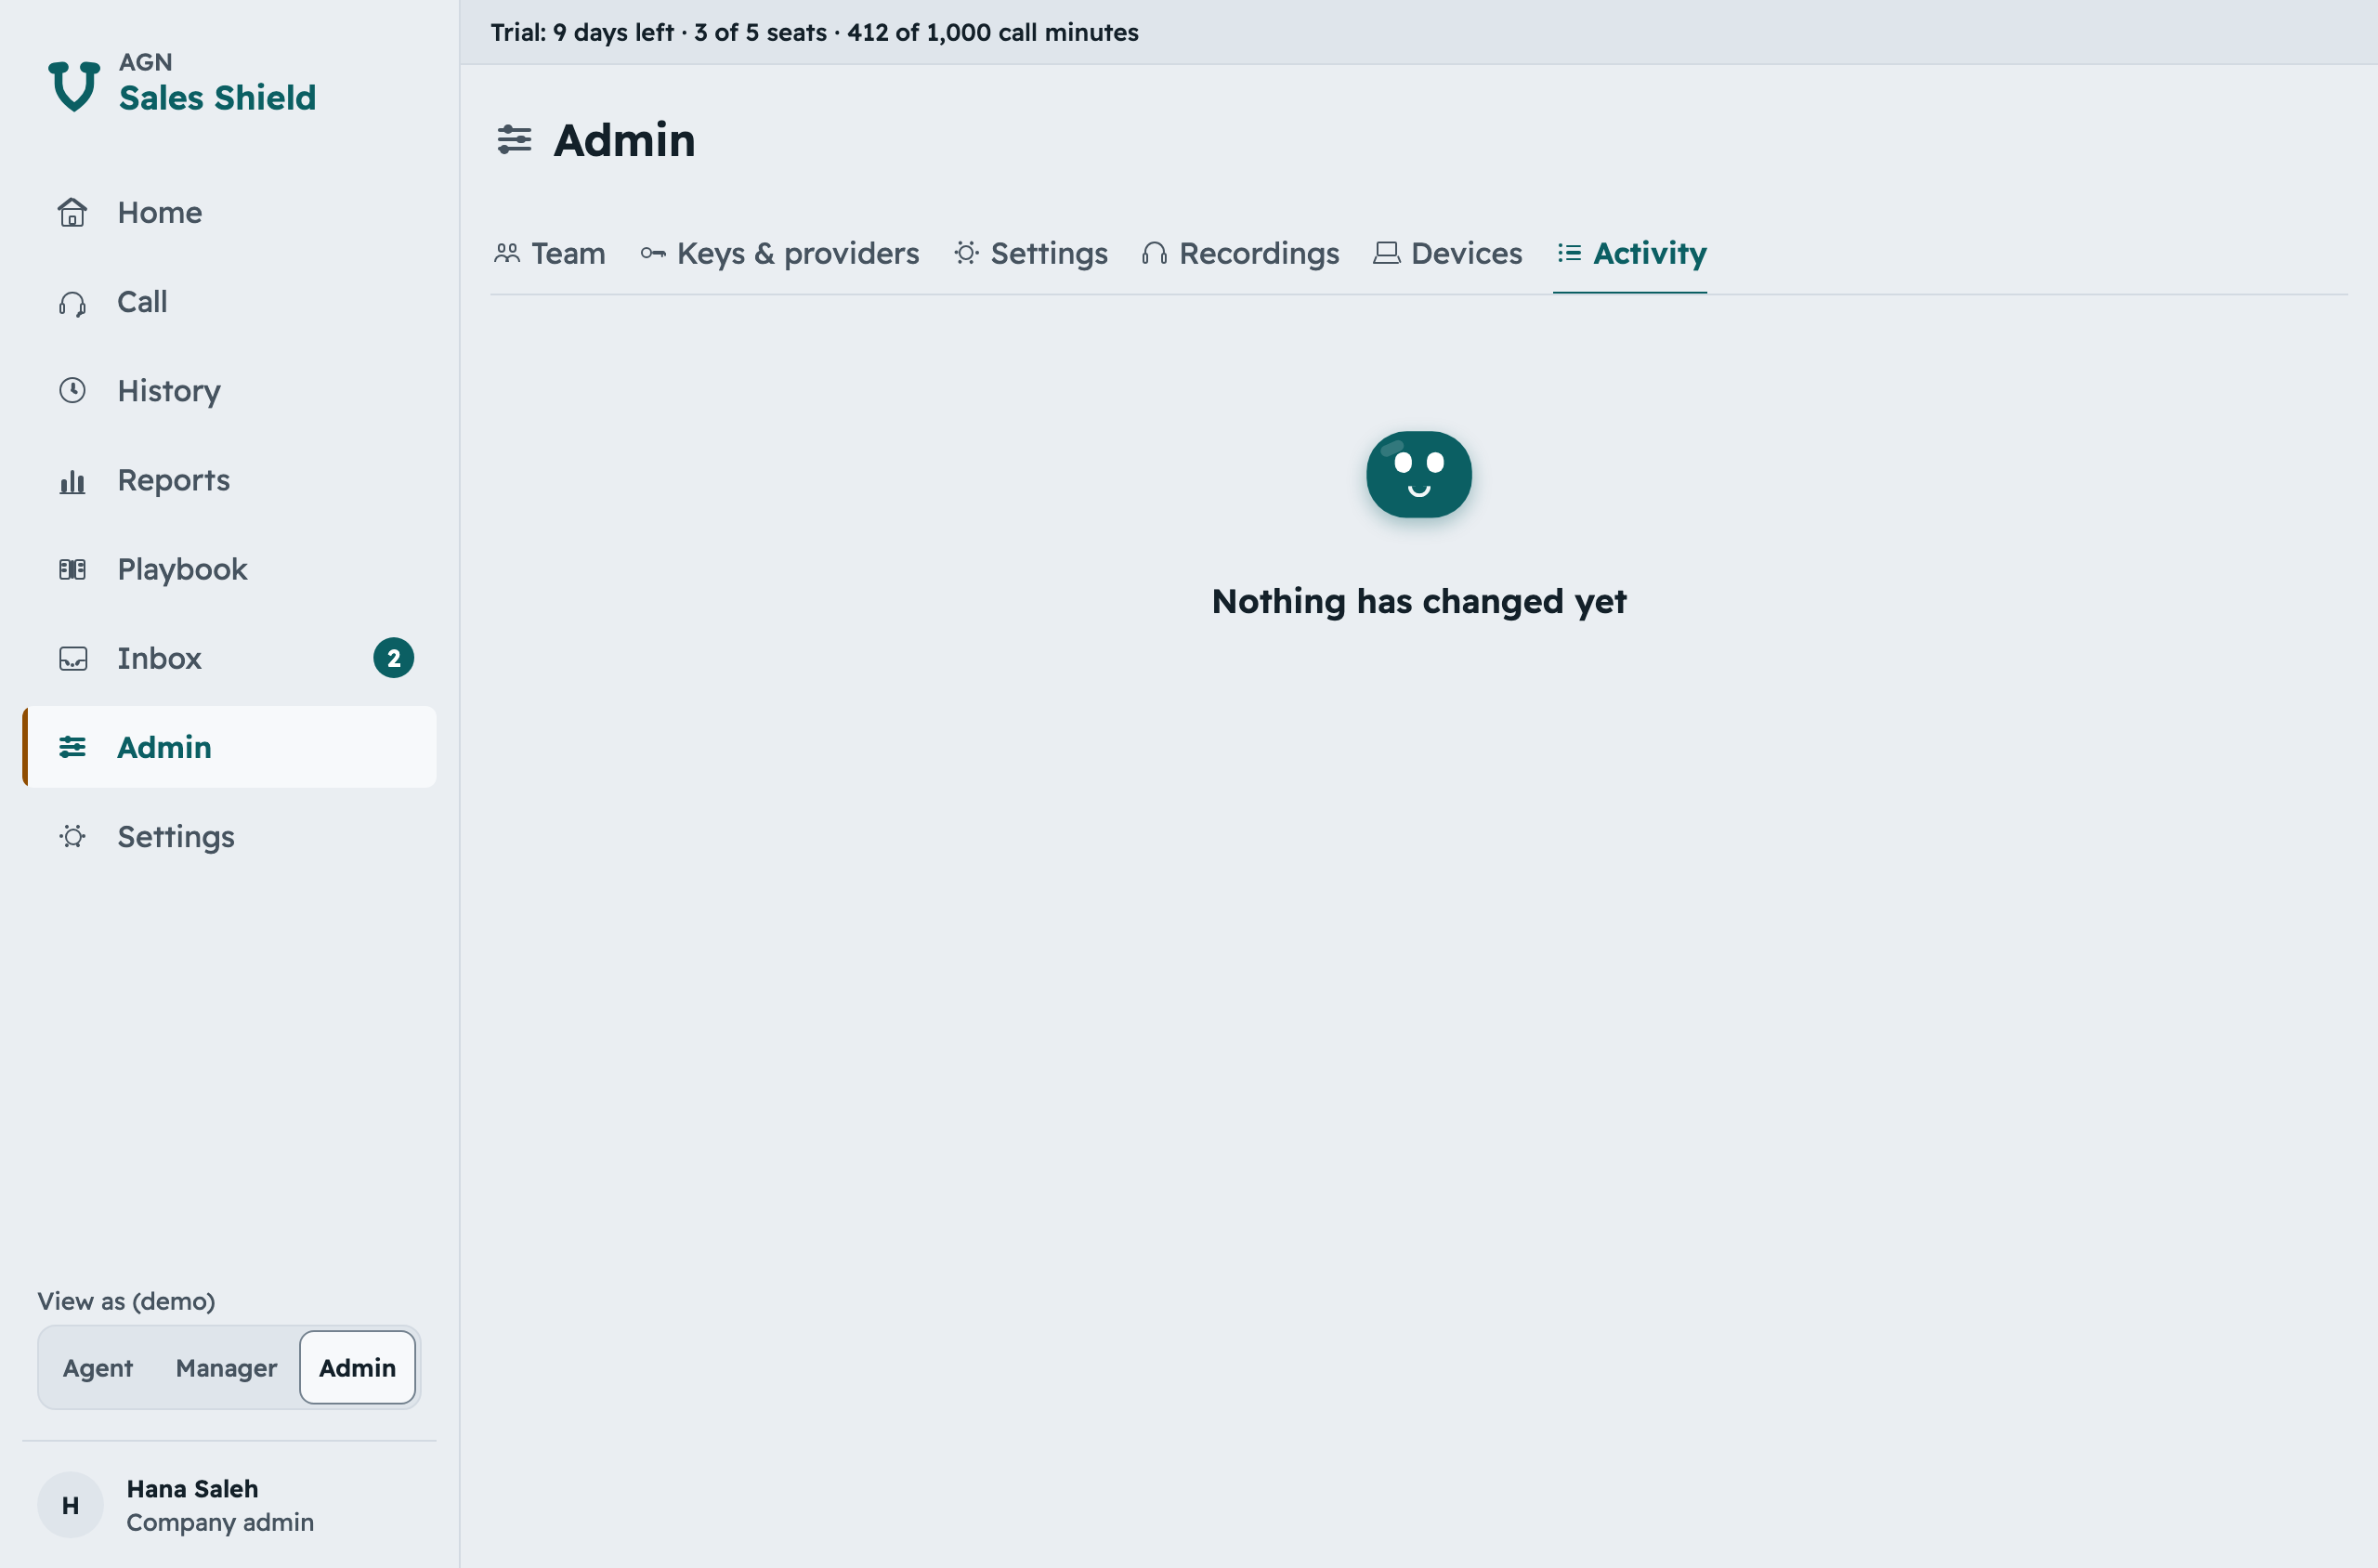 AGN
Sales Shield
Home
Call
History
Reports
Playbook
Inbox
2
Admin
Settings
View as (demo)
Agent Manager Admin
H
Hana Saleh
Company admin
Trial: 9 days left · 3 of 5 seats · 412 of 1,000 call minutes
Admin
Team Keys & providers Settings Recordings Devices Activity
Nothing has changed yet